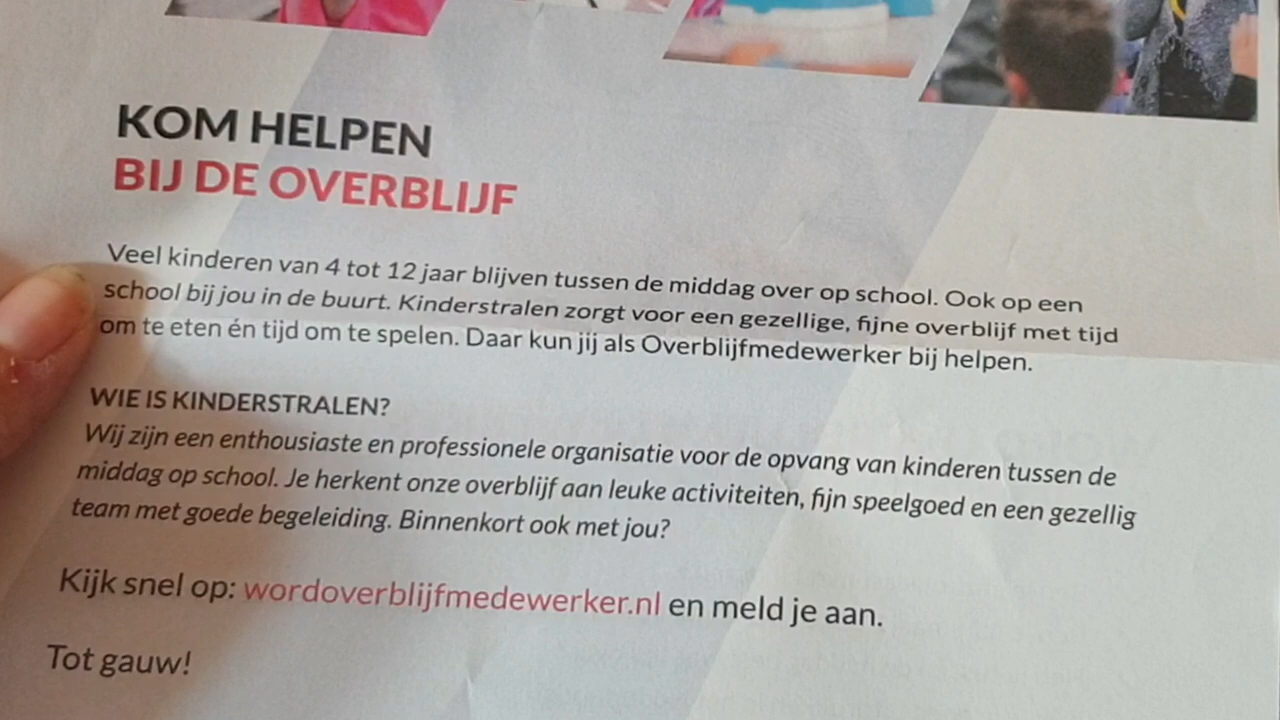 KOM HELPEN
BIJ DE OVERBLIJF
Veel kinderen van 4 tot 12 jaar blijven tussen de middag over op school. Ook op een
school bij jou in de buurt. Kinderstralen zorgt voor een gezellige, fijne overblijf met tijd
om te eten én tijd om te spelen. Daar kun jij als Overblijfmedewerker bij helpen.
WIE IS KINDERSTRALEN?
Wij zijn een enthousiaste en professionele organisatie voor de opvang van kinderen tussen de
middag op school. Je herkent onze overblijf aan leuke activiteiten, fijn speelgoed en een gezellig
team met goede begeleiding. Binnenkort ook met jou?
Kijk snel op: wordoverblijfmedewerker.nl en meld je aan.
Tot gauw!